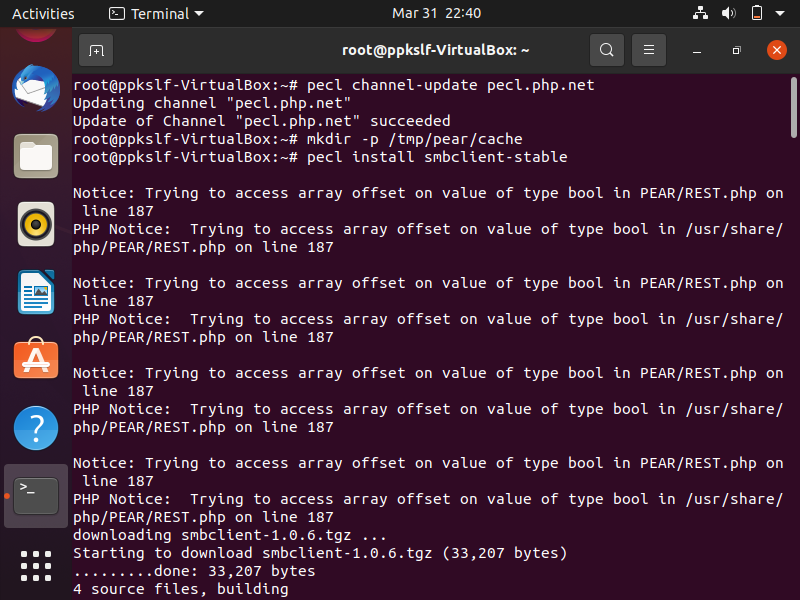 Activities Terminal Mar 31 22:40
root@ppkslf-VirtualBox: ~
root@ppkslf-VirtualBox:~# pecl channel-update pecl.php.net
Updating channel "pecl.php.net"
Update of Channel "pecl.php.net" succeeded
root@ppkslf-VirtualBox:~# mkdir -p /tmp/pear/cache
root@ppkslf-VirtualBox:~# pecl install smbclient-stable
Notice: Trying to access array offset on value of type bool in PEAR/REST.php on
line 187
PHP Notice:  Trying to access array offset on value of type bool in /usr/share/
php/PEAR/REST.php on line 187
Notice: Trying to access array offset on value of type bool in PEAR/REST.php on
line 187
PHP Notice:  Trying to access array offset on value of type bool in /usr/share/
php/PEAR/REST.php on line 187
Notice: Trying to access array offset on value of type bool in PEAR/REST.php on
line 187
PHP Notice:  Trying to access array offset on value of type bool in /usr/share/
php/PEAR/REST.php on line 187
Notice: Trying to access array offset on value of type bool in PEAR/REST.php on
line 187
PHP Notice:  Trying to access array offset on value of type bool in /usr/share/
php/PEAR/REST.php on line 187
downloading smbclient-1.0.6.tgz ...
Starting to download smbclient-1.0.6.tgz (33,207 bytes)
.........done: 33,207 bytes
4 source files, building